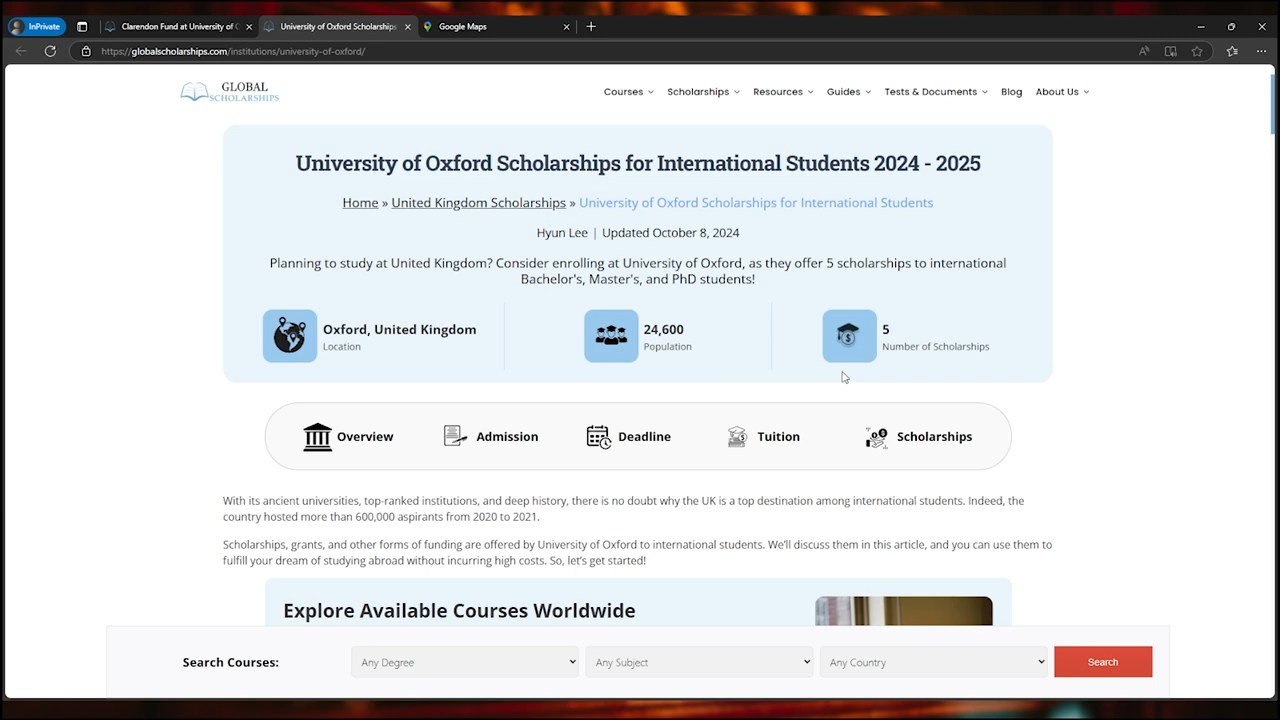 InPrivate
Clarendon Fund at University of
University of Oxford Scholarships
Google Maps
https://globalscholarships.com/institutions/university-of-oxford/
GLOBAL
SCHOLARSHIPS
Courses
Scholarships
Resources
Guides
Tests & Documents
Blog
About Us
University of Oxford Scholarships for International Students 2024 - 2025
Home » United Kingdom Scholarships » University of Oxford Scholarships for International Students
Hyun Lee | Updated October 8, 2024
Planning to study at United Kingdom? Consider enrolling at University of Oxford, as they offer 5 scholarships to international
Bachelor's, Master's, and PhD students!
Oxford, United Kingdom
Location
24,600
Population
5
Number of Scholarships
Overview
Admission
Deadline
Tuition
Scholarships
With its ancient universities, top-ranked institutions, and deep history, there is no doubt why the UK is a top destination among international students. Indeed, the
country hosted more than 600,000 aspirants from 2020 to 2021.
Scholarships, grants, and other forms of funding are offered by University of Oxford to international students. We'll discuss them in this article, and you can use them to
fulfill your dream of studying abroad without incurring high costs. So, let's get started!
Explore Available Courses Worldwide
Search Courses:
Any Degree
Any Subject
Any Country
Search